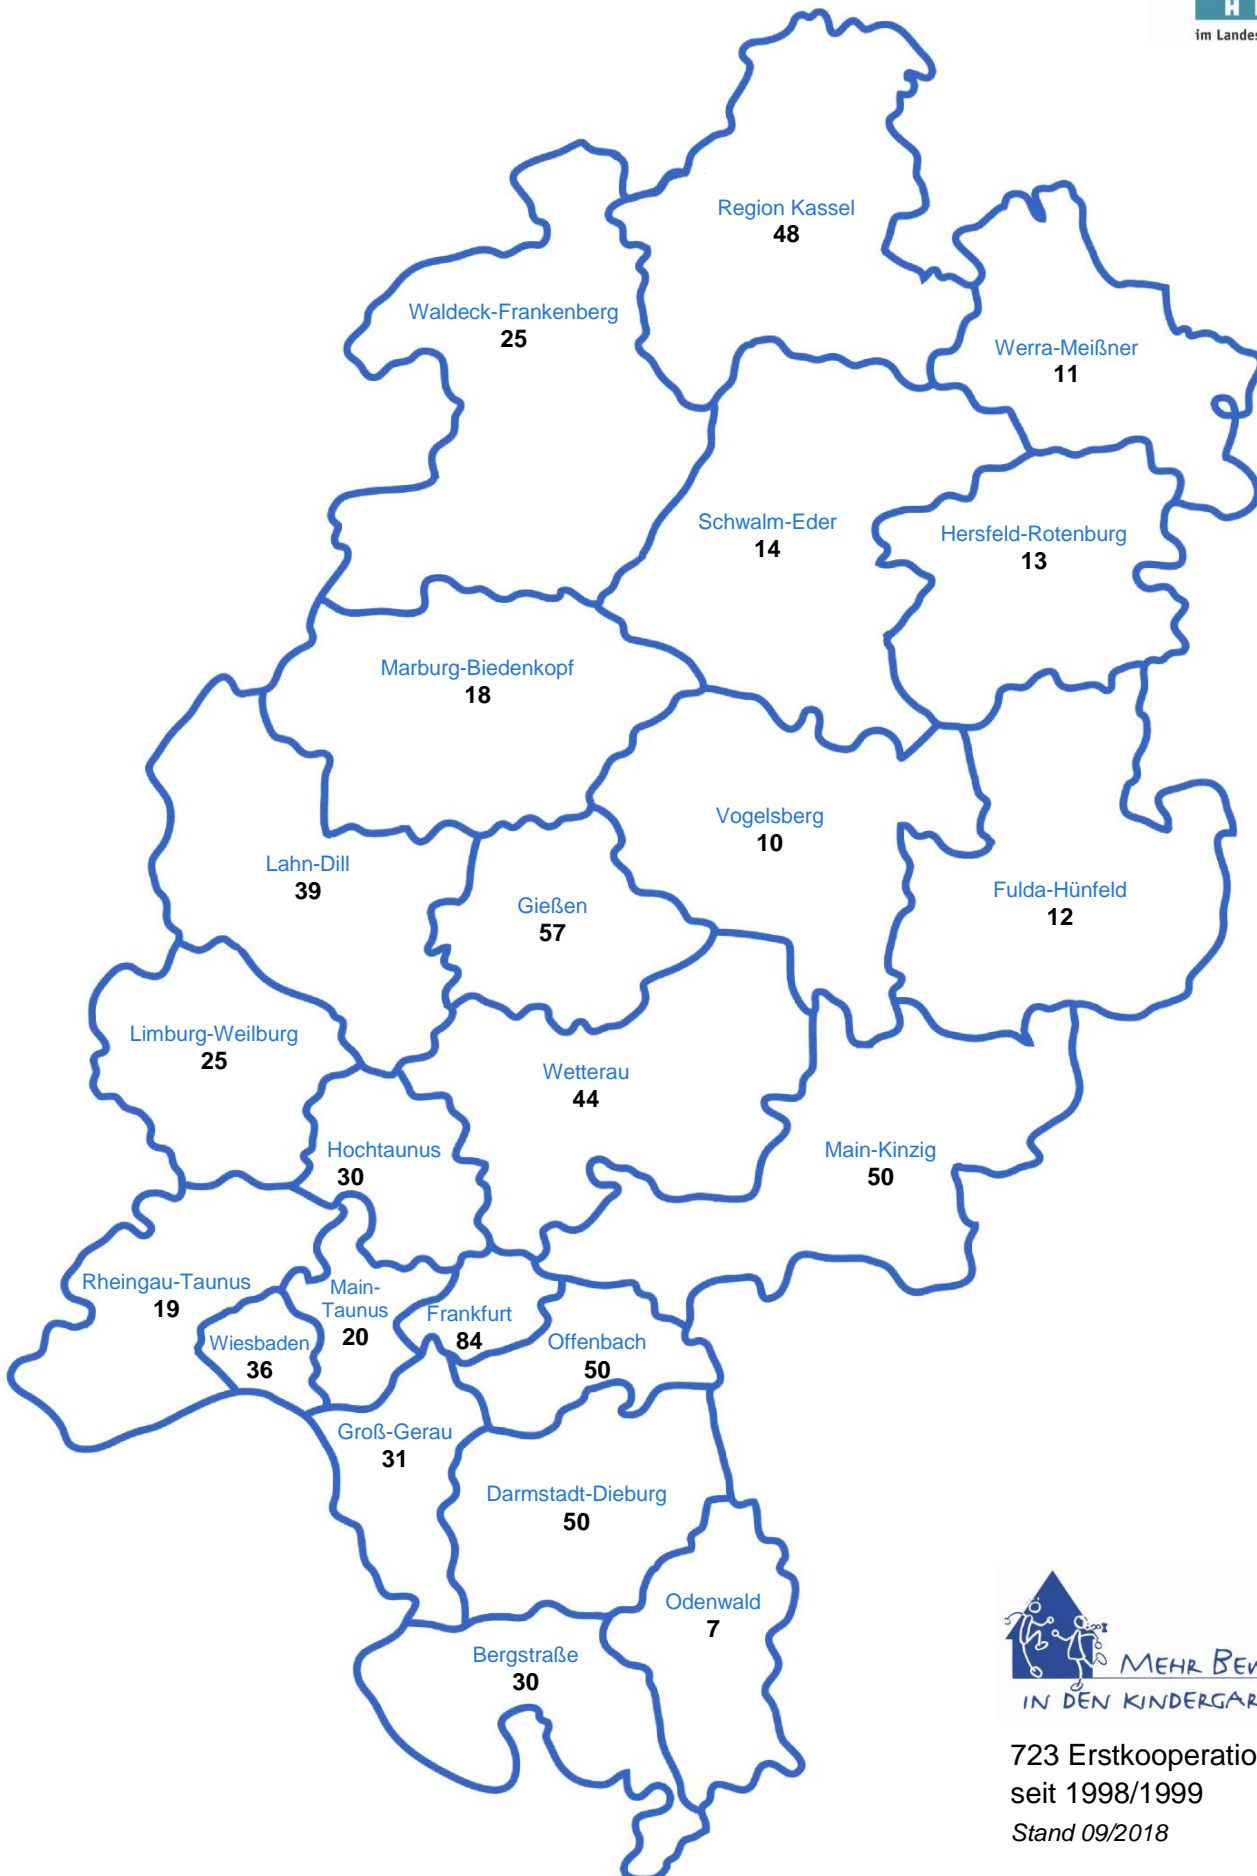 im Landes
Region Kassel
48
Waldeck-Frankenberg
25
Werra-Meißner
11
Schwalm-Eder
14
Hersfeld-Rotenburg
13
Marburg-Biedenkopf
18
Vogelsberg
10
Lahn-Dill
39
Gießen
57
Fulda-Hünfeld
12
Limburg-Weilburg
25
Wetterau
44
Hochtaunus
30
Main-Kinzig
50
Rheingau-Taunus
19
Main-
Taunus
20
Frankfurt
84
Wiesbaden
36
Offenbach
50
Groß-Gerau
31
Darmstadt-Dieburg
50
Odenwald
7
Bergstraße
30
MEHR BEW
IN DEN KINDERGAR
723 Erstkooperatio
seit 1998/1999
Stand 09/2018